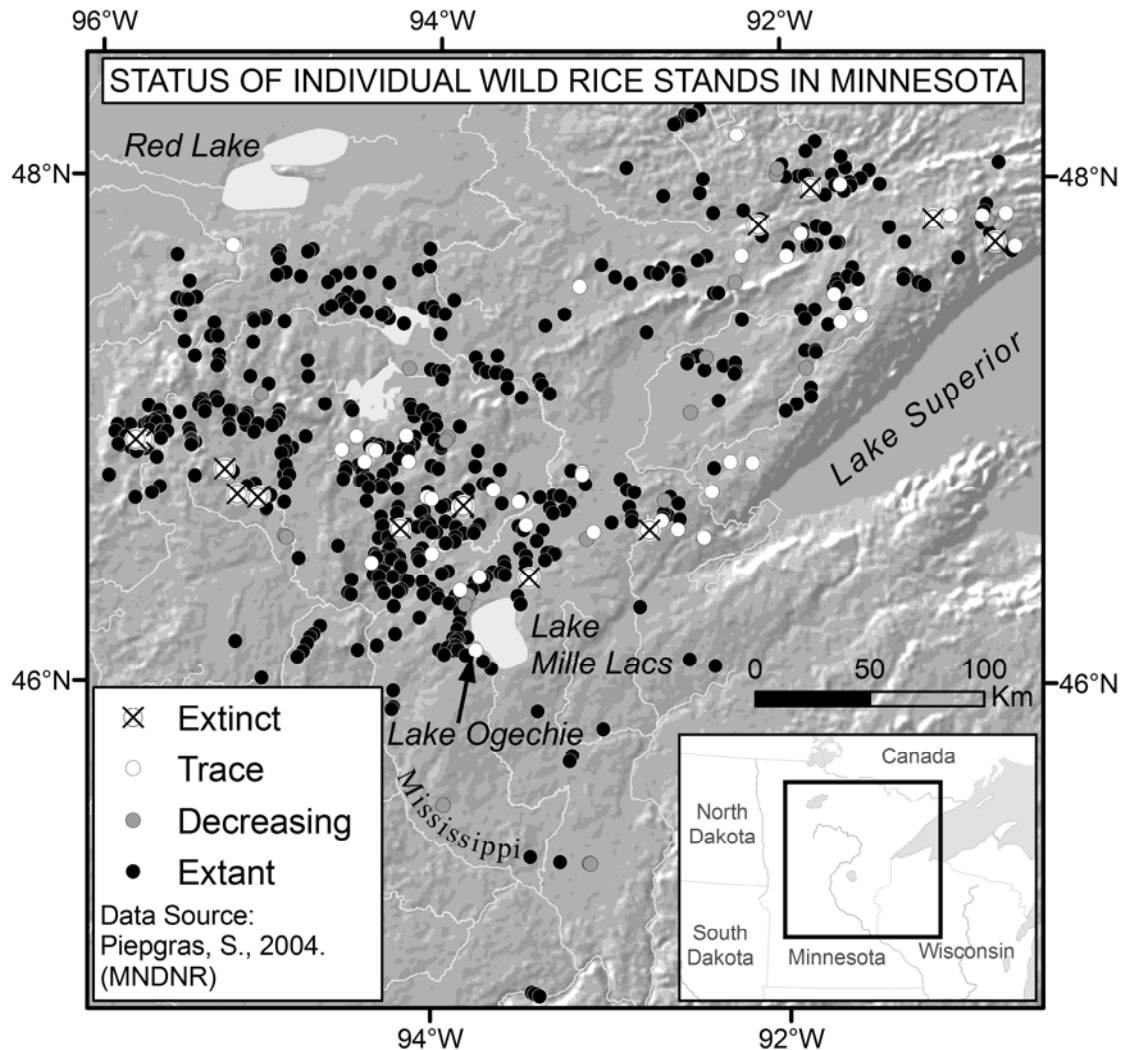 96°W
94°W
92°W
STATUS OF INDIVIDUAL WILD RICE STANDS IN MINNESOTA
Red Lake
48°N
48°N
Lake Superior
Lake
Mille Lacs
0 50 100
Km
46°N
46°N
Lake Ogechie
Mississippi
Extinct
Trace
Decreasing
Extant
Data Source:
Piepgras, S., 2004.
(MNDNR)
Canada
North
Dakota
South
Dakota
Minnesota
Wisconsin
94°W
92°W